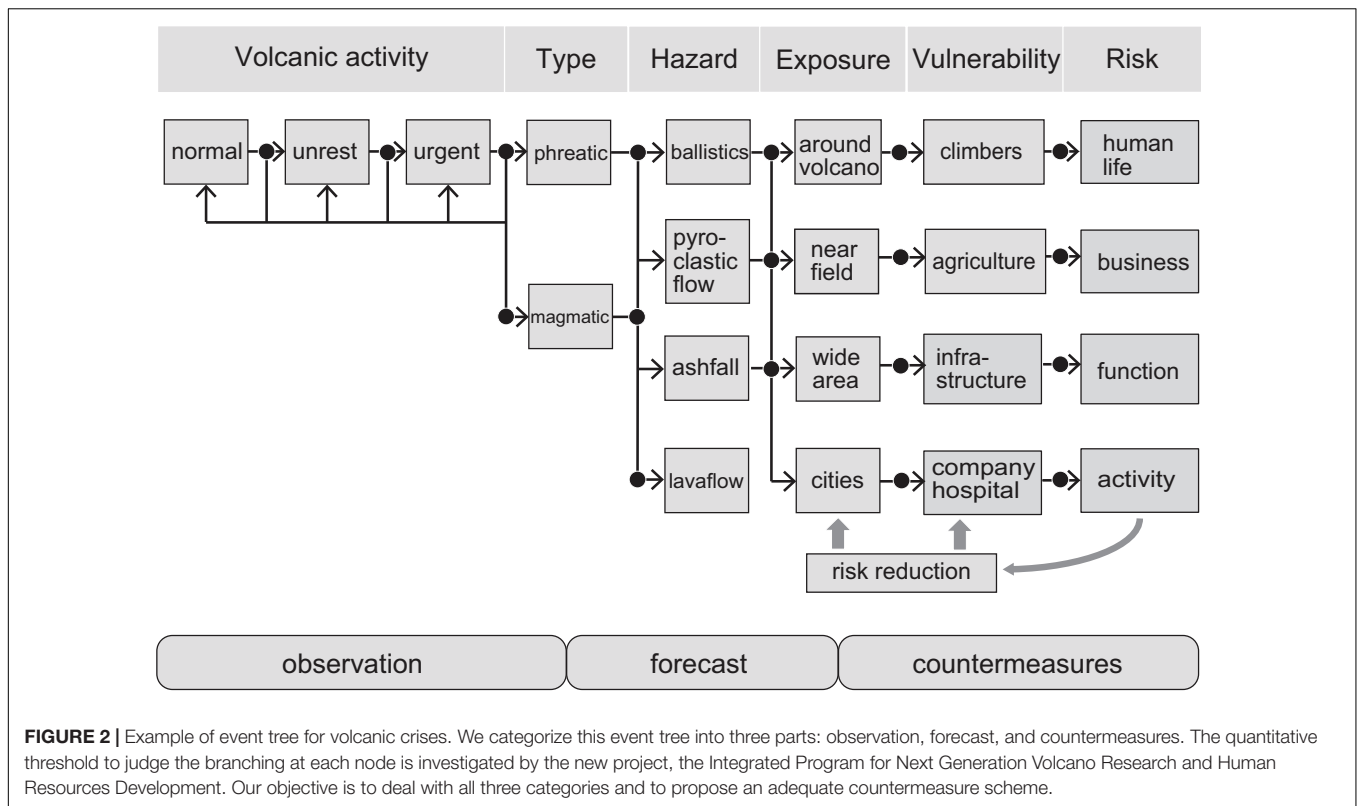 Volcanic activity Type Hazard Exposure Vulnerability Risk
normal unrest urgent phreatic ballistics around volcano climbers human life
pyro-
clastic
flow
near
field
agriculture
business
magmatic
ashfall
wide
area
infra-
structure
function
lavaflow
cities
company
hospital
activity
risk reduction
observation forecast countermeasures
FIGURE 2 | Example of event tree for volcanic crises. We categorize this event tree into three parts: observation, forecast, and countermeasures. The quantitative
threshold to judge the branching at each node is investigated by the new project, the Integrated Program for Next Generation Volcano Research and Human
Resources Development. Our objective is to deal with all three categories and to propose an adequate countermeasure scheme.